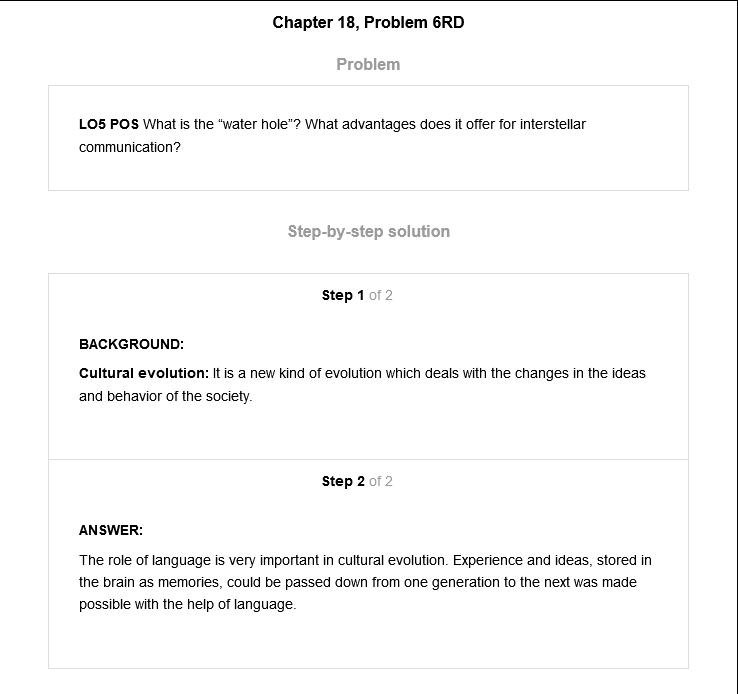 Chapter 18, Problem 6RD
Problem
LO5 POS What is the “water hole”? What advantages does it offer for interstellar
communication?
Step-by-step solution
Step 1 of 2
BACKGROUND:
Cultural evolution: It is a new kind of evolution which deals with the changes in the ideas
and behavior of the society.
Step 2 of 2
ANSWER:
The role of language is very important in cultural evolution. Experience and ideas, stored in
the brain as memories, could be passed down from one generation to the next was made
possible with the help of language.